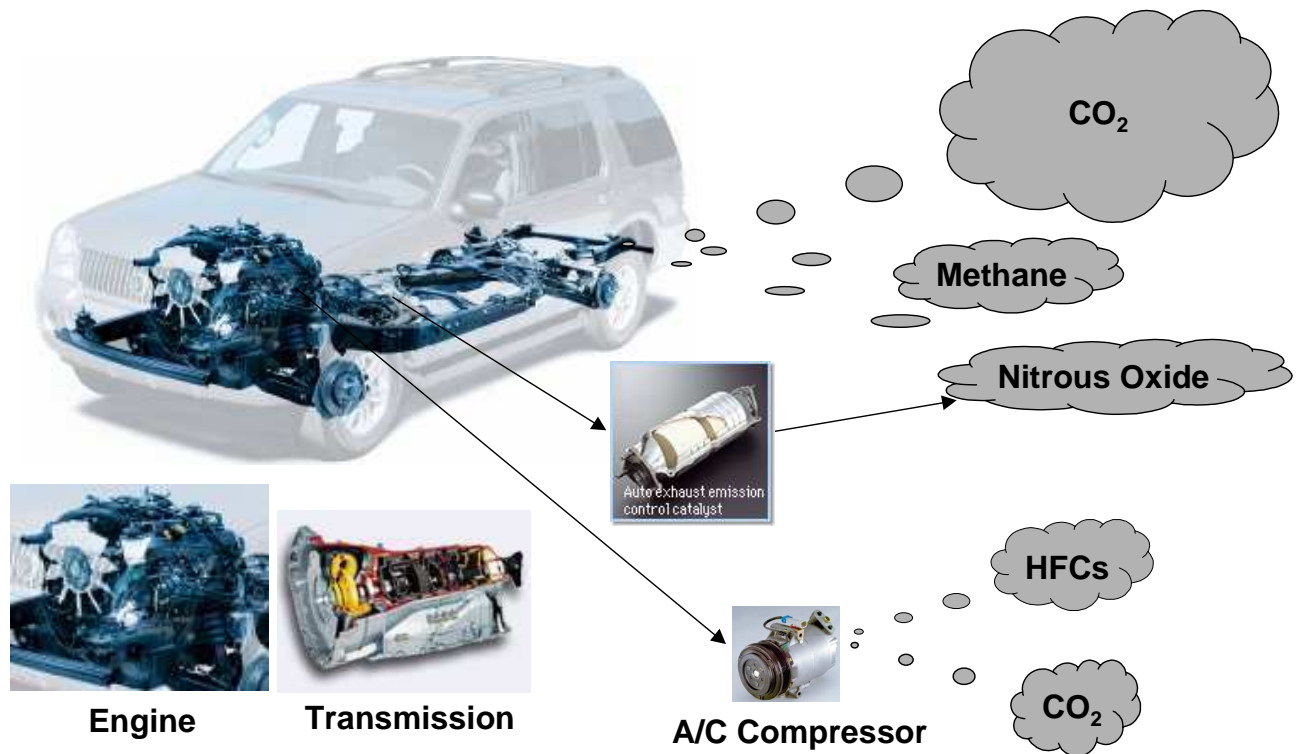 CO₂
Methane
Nitrous Oxide
Auto exhaust emission
control catalyst
HFCs
CO₂
Engine
Transmission
A/C Compressor